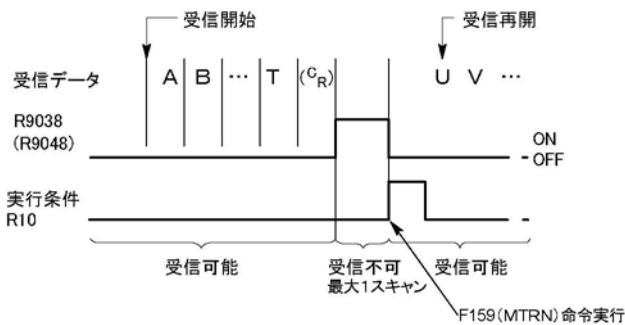 受信開始
受信再開
受信データ A B … T (CR) U V …
R9038
(R9048)
ON
OFF
実行条件
R10
受信可能 受信不可 受信可能
最大1スキャン
F159(MTRN)命令実行